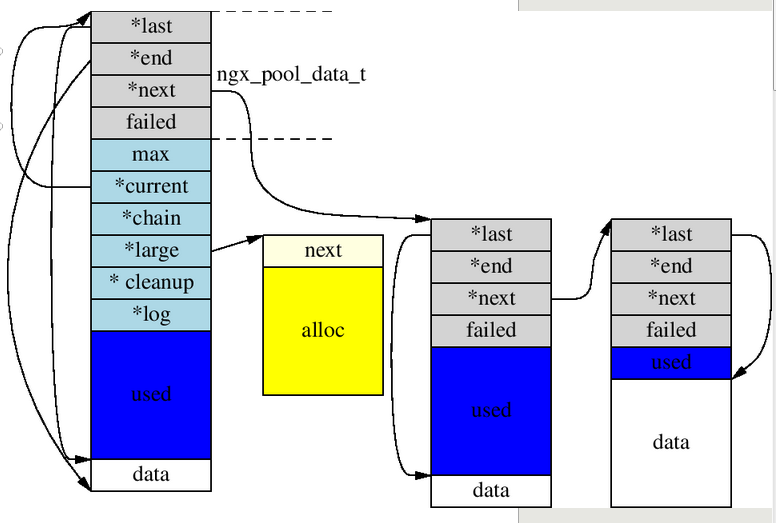 *last
*end
*next
failed
ngx_pool_data_t
max
*current
*chain
*large
* cleanup
*log
used
data
next
alloc
*last
*end
*next
failed
used
data
*last
*end
*next
failed
used
data